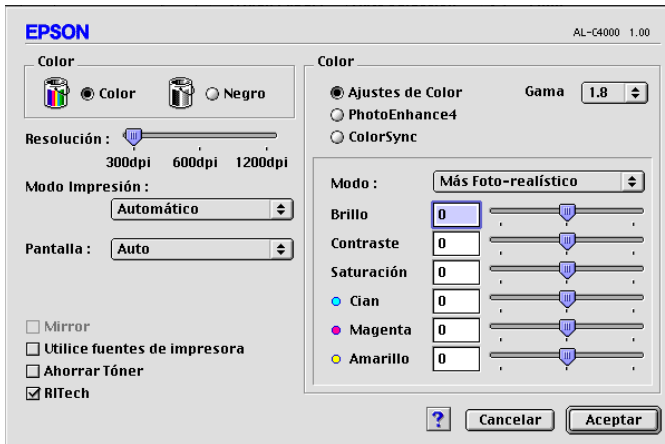 EPSON
AL-C4000 1.00
Color
Color
Negro
Resolución :
300dpi 600dpi 1200dpi
Modo Impresión :
Automático
Pantalla : Auto
Mirror
Utilice fuentes de impresora
Ahorrar Tóner
RITech
Color
Ajustes de Color
Gama 1.8
PhotoEnhance4
ColorSync
Modo : Más Foto-realístico
Brillo 0
Contraste 0
Saturación 0
Cian 0
Magenta 0
Amarillo 0
? Cancelar Aceptar